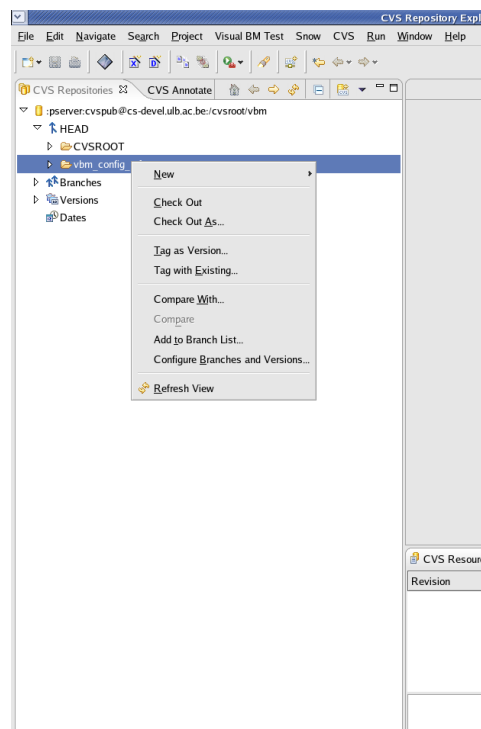 CVS Repository Expl
File Edit Navigate Search Project Visual BM Test Snow CVS Run Window Help
CVS Repositories CVS Annotate
:pserver:cvspub@cs-devel.ulb.ac.be:/cvsroot/vbm
HEAD
CVSROOT
vbm_config_
Branches
Versions
Dates
New
Check Out
Check Out As...
Tag as Version...
Tag with Existing...
Compare With...
Compare
Add to Branch List...
Configure Branches and Versions...
Refresh View
CVS Resour
Revision